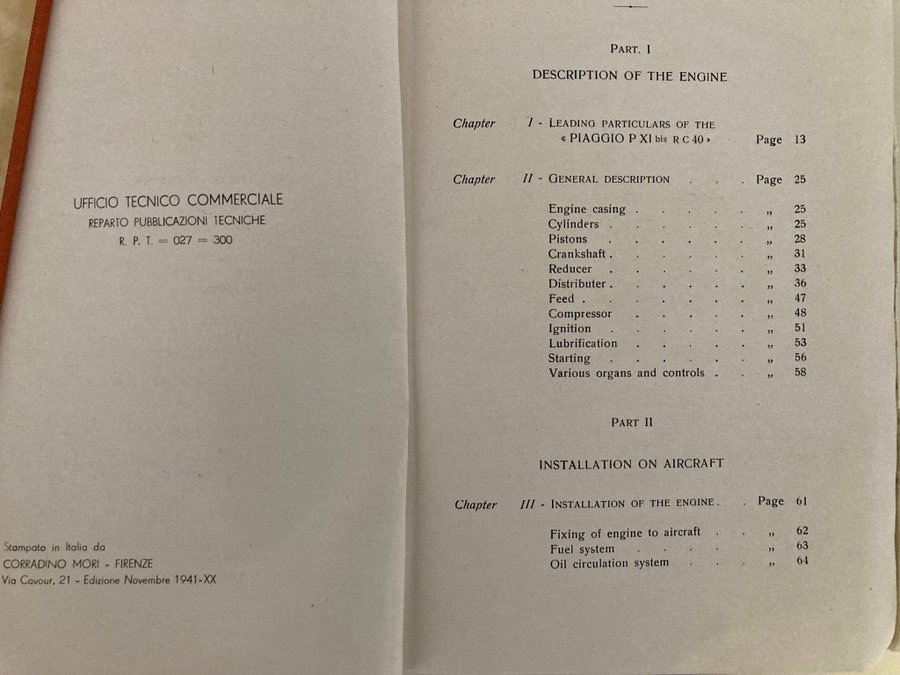 UFFICIO TECNICO COMMERCIALE
REPARTO PUBBLICAZIONI TECNICHE
R. P. T. = 027 = 300
Stampato in Italia da
CORRADINO MORI - FIRENZE
Via Cavour, 21 - Edizione Novembre 1941-XX
PART. I
DESCRIPTION OF THE ENGINE
Chapter I - LEADING PARTICULARS OF THE
« PIAGGIO P XI bis R C 40 » Page 13
Chapter II - GENERAL DESCRIPTION . . . Page 25
Engine casing . . . . . „ 25
Cylinders . . . . . . „ 25
Pistons . . . . . . „ 28
Crankshaft . . . . . . „ 31
Reducer . . . . . . „ 33
Distributer . . . . . . „ 36
Feed . . . . . . . „ 47
Compressor . . . . . „ 48
Ignition . . . . . . „ 51
Lubrification . . . . . „ 53
Starting . . . . . . „ 56
Various organs and controls . . „ 58
PART II
INSTALLATION ON AIRCRAFT
Chapter III - INSTALLATION OF THE ENGINE . . Page 61
Fixing of engine to aircraft . . „ 62
Fuel system . . . . . „ 63
Oil circulation system . . . „ 64